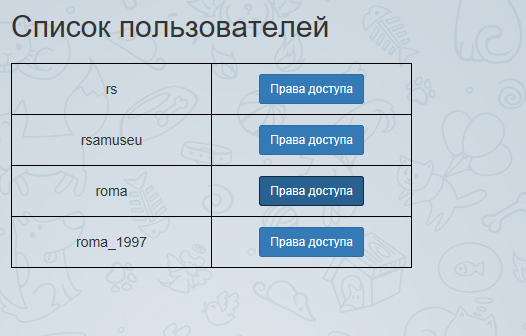 Список пользователей
rs Права доступа
rsamuseu Права доступа
roma Права доступа
roma_1997 Права доступа